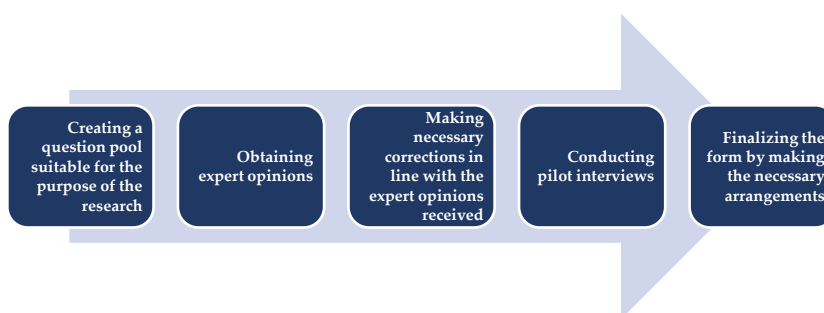 Creating a
question pool
suitable for the
purpose of the
research
Obtaining
expert opinions
Making
necessary
corrections in
line with the
expert opinions
received
Conducting
pilot interviews
Finalizing the
form by making
the necessary
arrangements